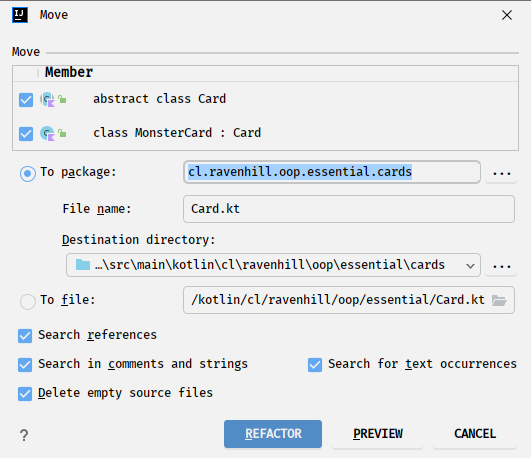 IJ Move
Move
Member
abstract class Card
class MonsterCard : Card
To package: cl.ravenhill.oop.essential.cards ...
File name: Card.kt
Destination directory:
…\src\main\kotlin\cl\ravenhill\oop\essential\cards ...
To file: /kotlin/cl/ravenhill/oop/essential/Card.kt
Search references
Search in comments and strings Search for text occurrences
Delete empty source files
? REFACTOR PREVIEW CANCEL